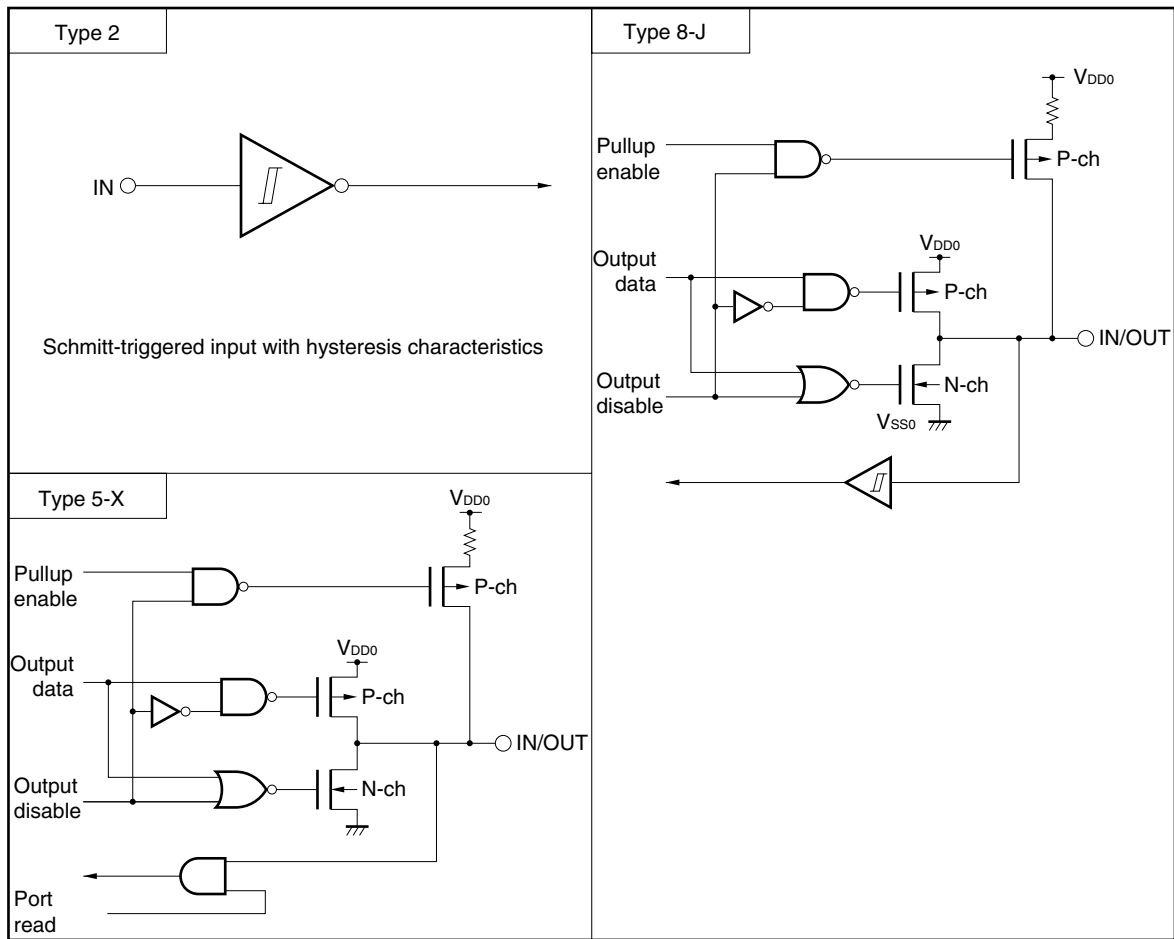 Type 2
IN
Schmitt-triggered input with hysteresis characteristics
Type 5-X
VDD0
Pullup
enable
P-ch
VDD0
Output
data
P-ch
IN/OUT
Output
disable
N-ch
Port
read
Type 8-J
VDD0
Pullup
enable
P-ch
VDD0
Output
data
P-ch
IN/OUT
Output
disable
N-ch
VSS0